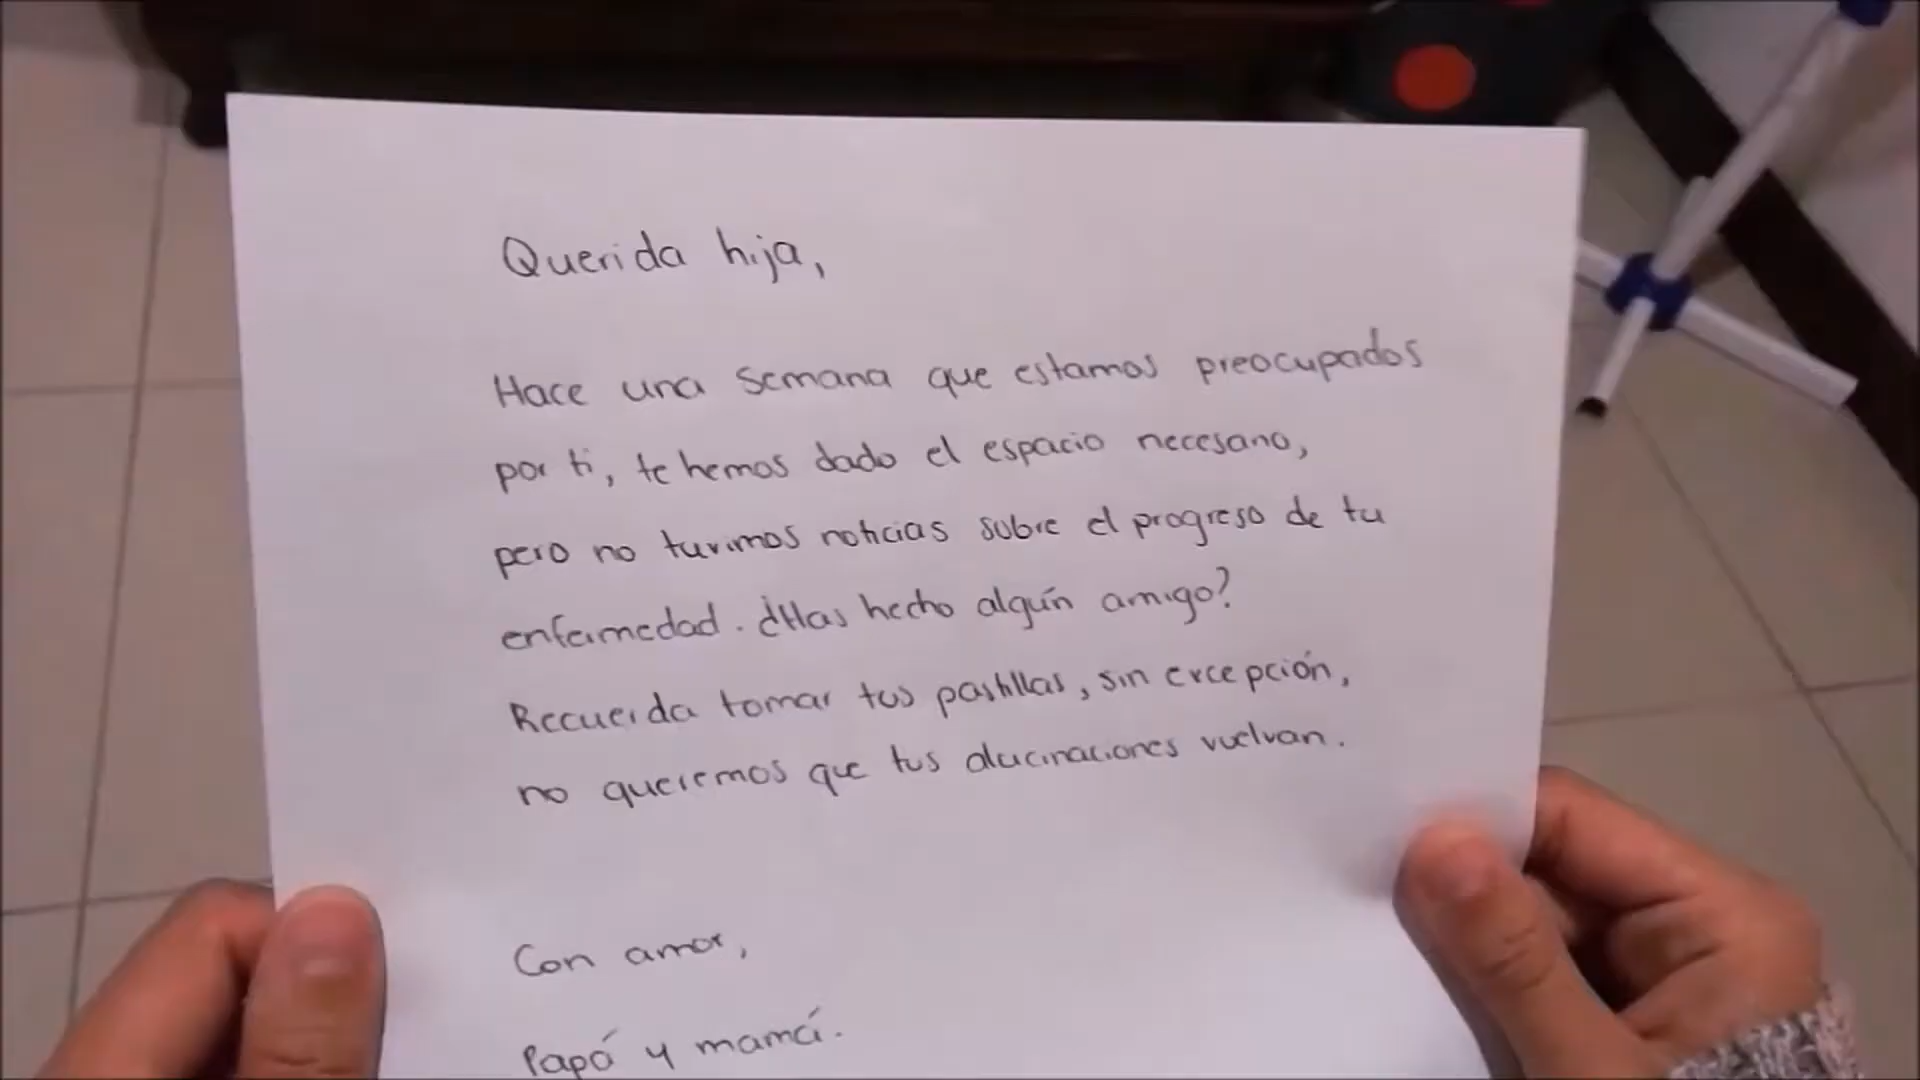 Querida hija,
Hace una semana que estamos preocupados
por ti, te hemos dado el espacio necesario,
pero no tuvimos noticias sobre el progreso de tu
enfermedad. ¿Has hecho algún amigo?
Recuerda tomar tus pastillas, sin excepción,
no queremos que tus alucinaciones vuelvan.
Con amor,
Papá y mamá.